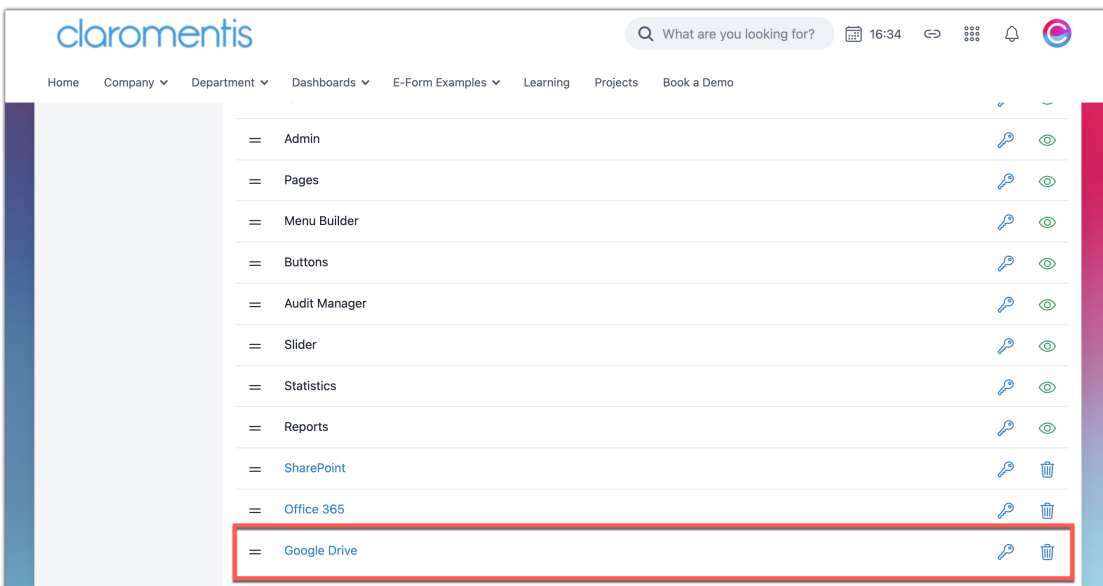 claromentis
What are you looking for?
16:34
Home Company Department Dashboards E-Form Examples Learning Projects Book a Demo
Admin
Pages
Menu Builder
Buttons
Audit Manager
Slider
Statistics
Reports
SharePoint
Office 365
Google Drive